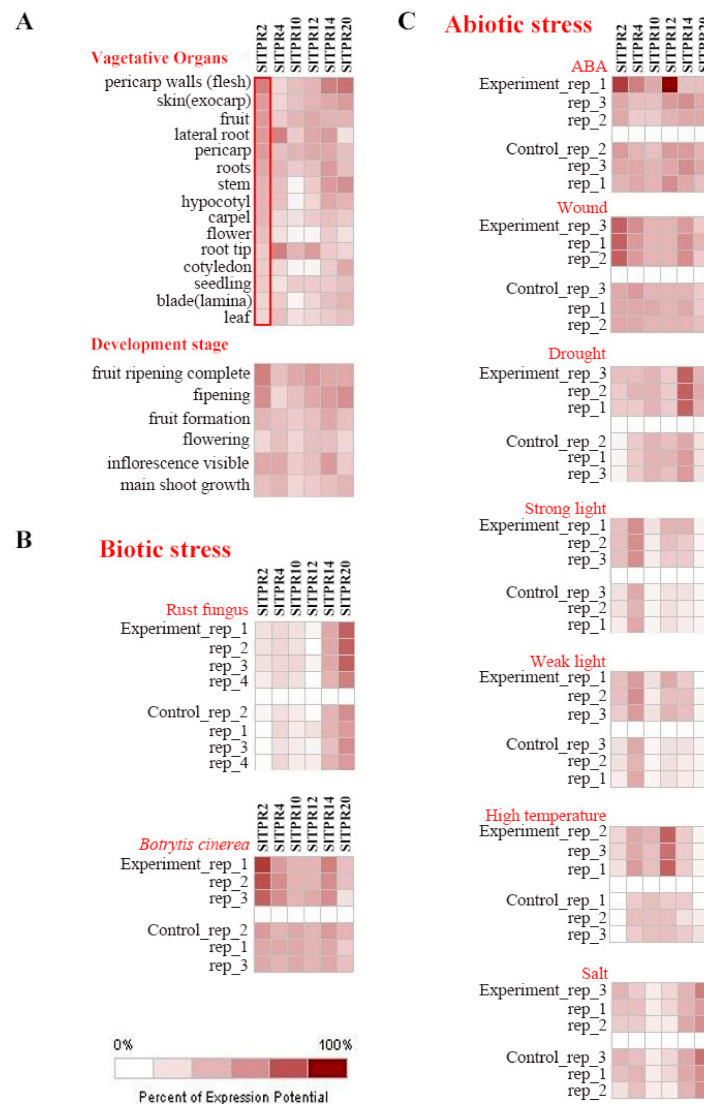 A
Vagetative Organs
SlTPR2 SlTPR4 SlTPR10 SlTPR12 SlTPR14 SlTPR20
pericarp walls (flesh)
skin(exocarp)
fruit
lateral root
pericarp
roots
stem
hypocotyl
carpel
flower
root tip
cotyledon
seedling
blade(lamina)
leaf
Development stage
fruit ripening complete
fipening
fruit formation
flowering
inflorescence visible
main shoot growth
B
Biotic stress
SlTPR2 SlTPR4 SlTPR10 SlTPR12 SlTPR14 SlTPR20
Rust fungus
Experiment_rep_1
rep_2
rep_3
rep_4
Control_rep_2
rep_1
rep_3
rep_4
SlTPR2 SlTPR4 SlTPR10 SlTPR12 SlTPR14 SlTPR20
Botrytis cinerea
Experiment_rep_1
rep_2
rep_3
Control_rep_2
rep_1
rep_3
0% 100%
Percent of Expression Potential
C
Abiotic stress
SlTPR2 SlTPR4 SlTPR10 SlTPR12 SlTPR14 SlTPR20
ABA
Experiment_rep_1
rep_3
rep_2
Control_rep_2
rep_3
rep_1
Wound
Experiment_rep_3
rep_1
rep_2
Control_rep_3
rep_1
rep_2
Drought
Experiment_rep_3
rep_2
rep_1
Control_rep_2
rep_1
rep_3
Strong light
Experiment_rep_1
rep_2
rep_3
Control_rep_3
rep_2
rep_1
Weak light
Experiment_rep_1
rep_2
rep_3
Control_rep_3
rep_2
rep_1
High temperature
Experiment_rep_2
rep_3
rep_1
Control_rep_1
rep_2
rep_3
Salt
Experiment_rep_3
rep_1
rep_2
Control_rep_3
rep_1
rep_2